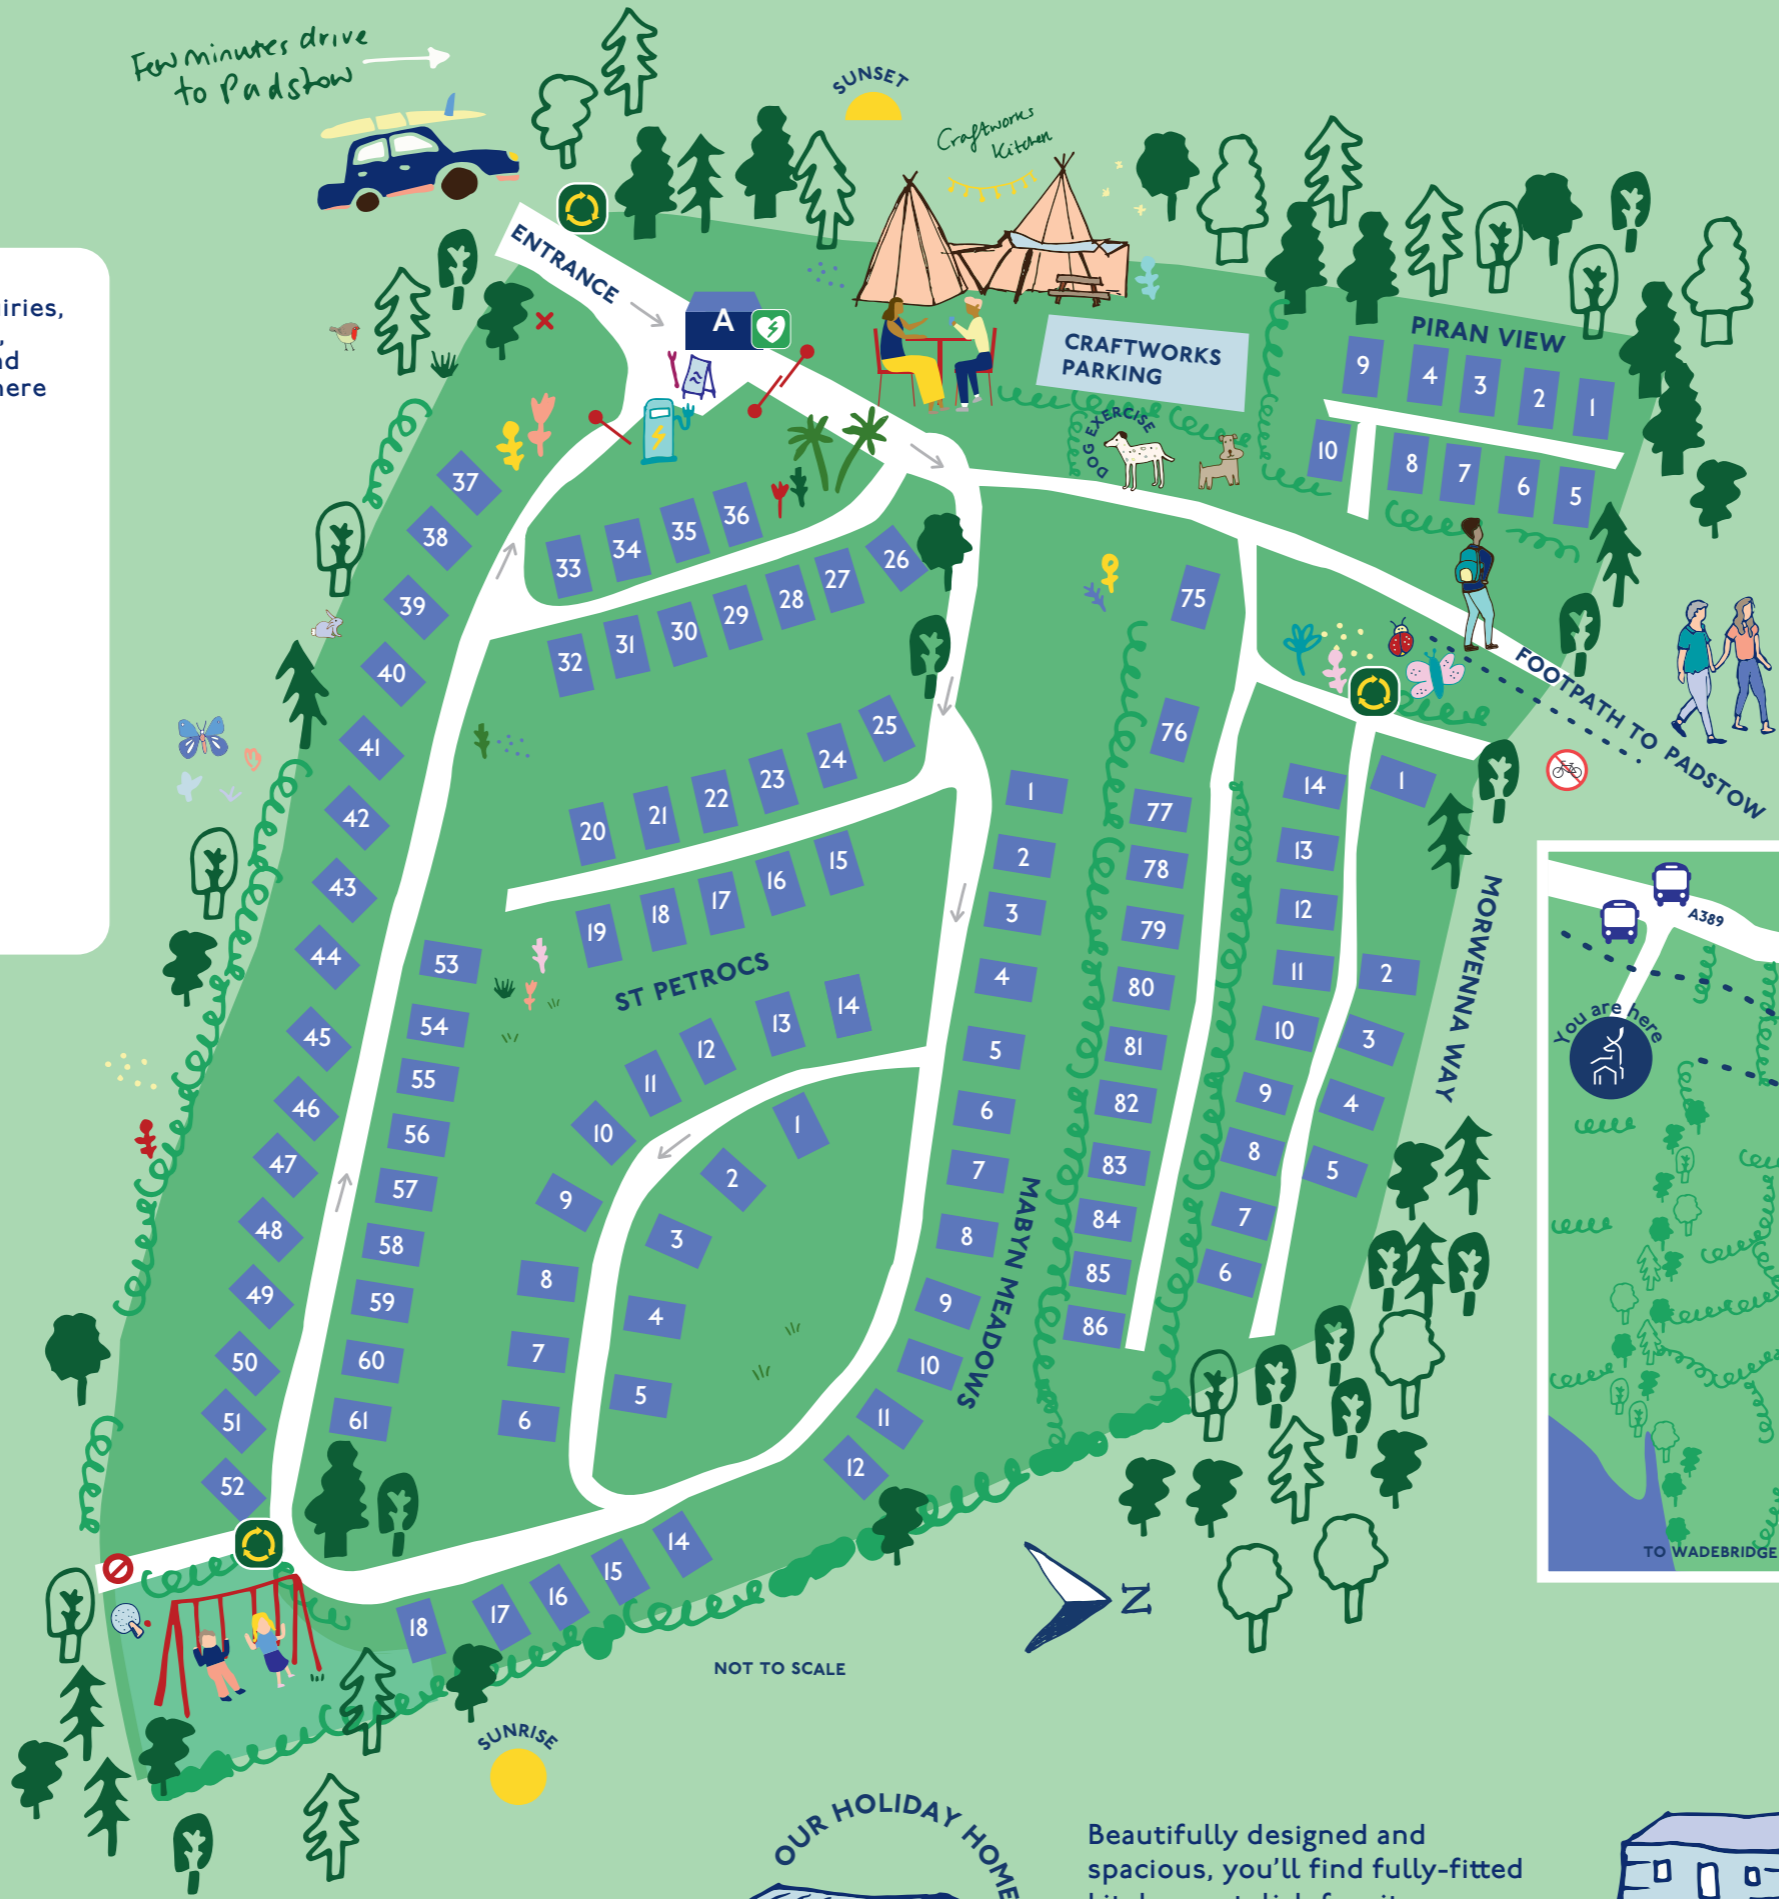 Few minutes drive
to Padstow
SUNSET
Craftworks
Kitchen
ENTRANCE
A
CRAFTWORKS
PARKING
DOG EXERCISE
PIRAN VIEW
9 4 3 2 1
10 8 7 6 5
37
38
39
40
41
42
43
44
45
46
47
48
49
50
51
52
33 34 35 36
32 31 30 29 28 27 26
20 21 22 23 24 25
19 18 17 16 15
ST PETROCS
53
54
55
56
57
58
59
60
61
14
13
12
11
10
9
8
7
6
1
2
3
4
5
1
2
3
4
5
6
7
8
9
10
11
12
14
15
16
17
18
MABYN MEADOWS
75
76
77
78
79
80
81
82
83
84
85
86
14
13
12
11
10
9
8
7
6
1
2
3
4
5
MORWENNA WAY
FOOTPATH TO PADSTOW
A389
You are here
TO WADEBRIDGE
N
NOT TO SCALE
SUNRISE
OUR HOLIDAY HOME
Beautifully designed and
spacious, you'll find fully-fitted